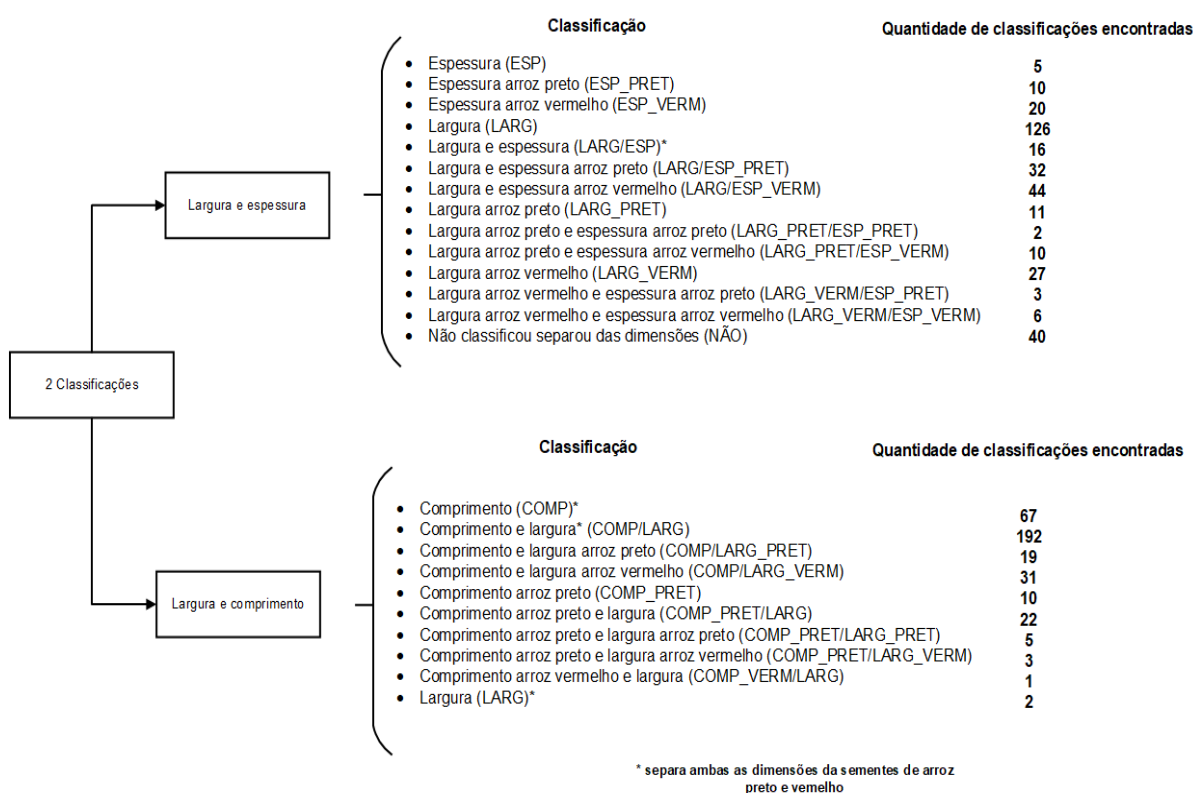 Classificação
Quantidade de classificações encontradas
• Espessura (ESP) 5
• Espessura arroz preto (ESP_PRET) 10
• Espessura arroz vermelho (ESP_VERM) 20
• Largura (LARG) 126
• Largura e espessura (LARG/ESP)* 16
• Largura e espessura arroz preto (LARG/ESP_PRET) 32
• Largura e espessura arroz vermelho (LARG/ESP_VERM) 44
• Largura arroz preto (LARG_PRET) 11
• Largura arroz preto e espessura arroz preto (LARG_PRET/ESP_PRET) 2
• Largura arroz preto e espessura arroz vermelho (LARG_PRET/ESP_VERM) 10
• Largura arroz vermelho (LARG_VERM) 27
• Largura arroz vermelho e espessura arroz preto (LARG_VERM/ESP_PRET) 3
• Largura arroz vermelho e espessura arroz vermelho (LARG_VERM/ESP_VERM) 6
• Não classificou separou das dimensões (NÃO) 40
Largura e espessura
2 Classificações
Classificação
Quantidade de classificações encontradas
• Comprimento (COMP)* 67
• Comprimento e largura* (COMP/LARG) 192
• Comprimento e largura arroz preto (COMP/LARG_PRET) 19
• Comprimento e largura arroz vermelho (COMP/LARG_VERM) 31
• Comprimento arroz preto (COMP_PRET) 10
• Comprimento arroz preto e largura (COMP_PRET/LARG) 22
• Comprimento arroz preto e largura arroz preto (COMP_PRET/LARG_PRET) 5
• Comprimento arroz preto e largura arroz vermelho (COMP_PRET/LARG_VERM) 3
• Comprimento arroz vermelho e largura (COMP_VERM/LARG) 1
• Largura (LARG)* 2
Largura e comprimento
* separa ambas as dimensões da sementes de arroz
preto e vemelho